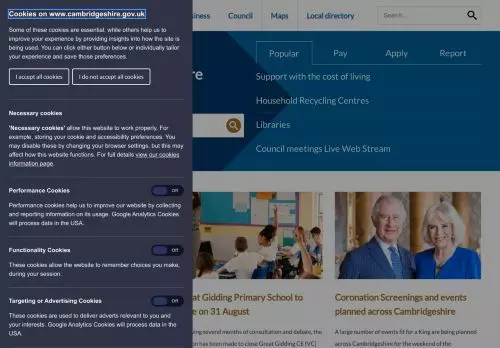 Cookies on www.cambridgeshire.gov.uk
Some of these cookies are essential, while others help us to
improve your experience by providing insights into how the site is
being used. You can click either button below or individually tailor
your experience and save those preferences.
I accept all cookies
I do not accept all cookies
Necessary cookies
'Necessary cookies' allow this website to work properly. For
example, storing your cookie and accessibility preferences. You
may disable these by changing your browser settings, but this may
affect how this website functions. For full details view our cookies
information page.
Performance Cookies
Off
Performance cookies help us to improve our website by collecting
and reporting information on its usage. Google Analytics Cookies
will process data in the USA.
Functionality Cookies
Off
These cookies allow the website to remember choices you make,
during your session.
Targeting or Advertising Cookies
Off
These cookies are used to deliver adverts relevant to you and
your interests. Google Analytics Cookies will process data in the
USA.
siness
Council
Maps
Local directory
re
Popular
Pay
Apply
Report
Support with the cost of living
Household Recycling Centres
Libraries
Council meetings Live Web Stream
at Gidding Primary School to
e on 31 August
wing several months of consultation and debate, the
on has been made to close Great Gidding CE (VC)
Coronation Screenings and events
planned across Cambridgeshire
A large number of events fit for a King are being planned
across Cambridgeshire for the weekend of the